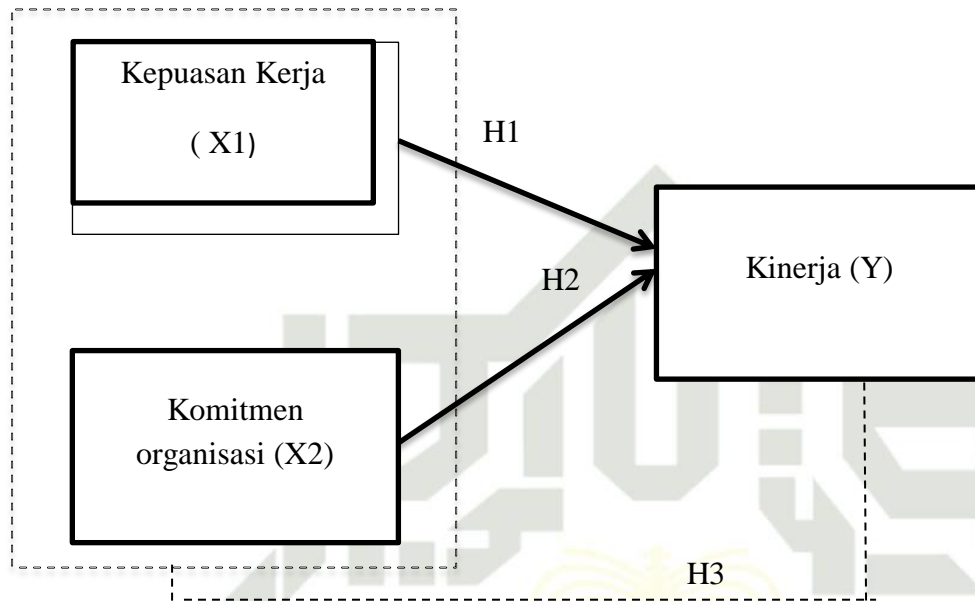 Kepuasan Kerja
( X1)
H1
Kinerja (Y)
H2
Komitmen
organisasi (X2)
H3